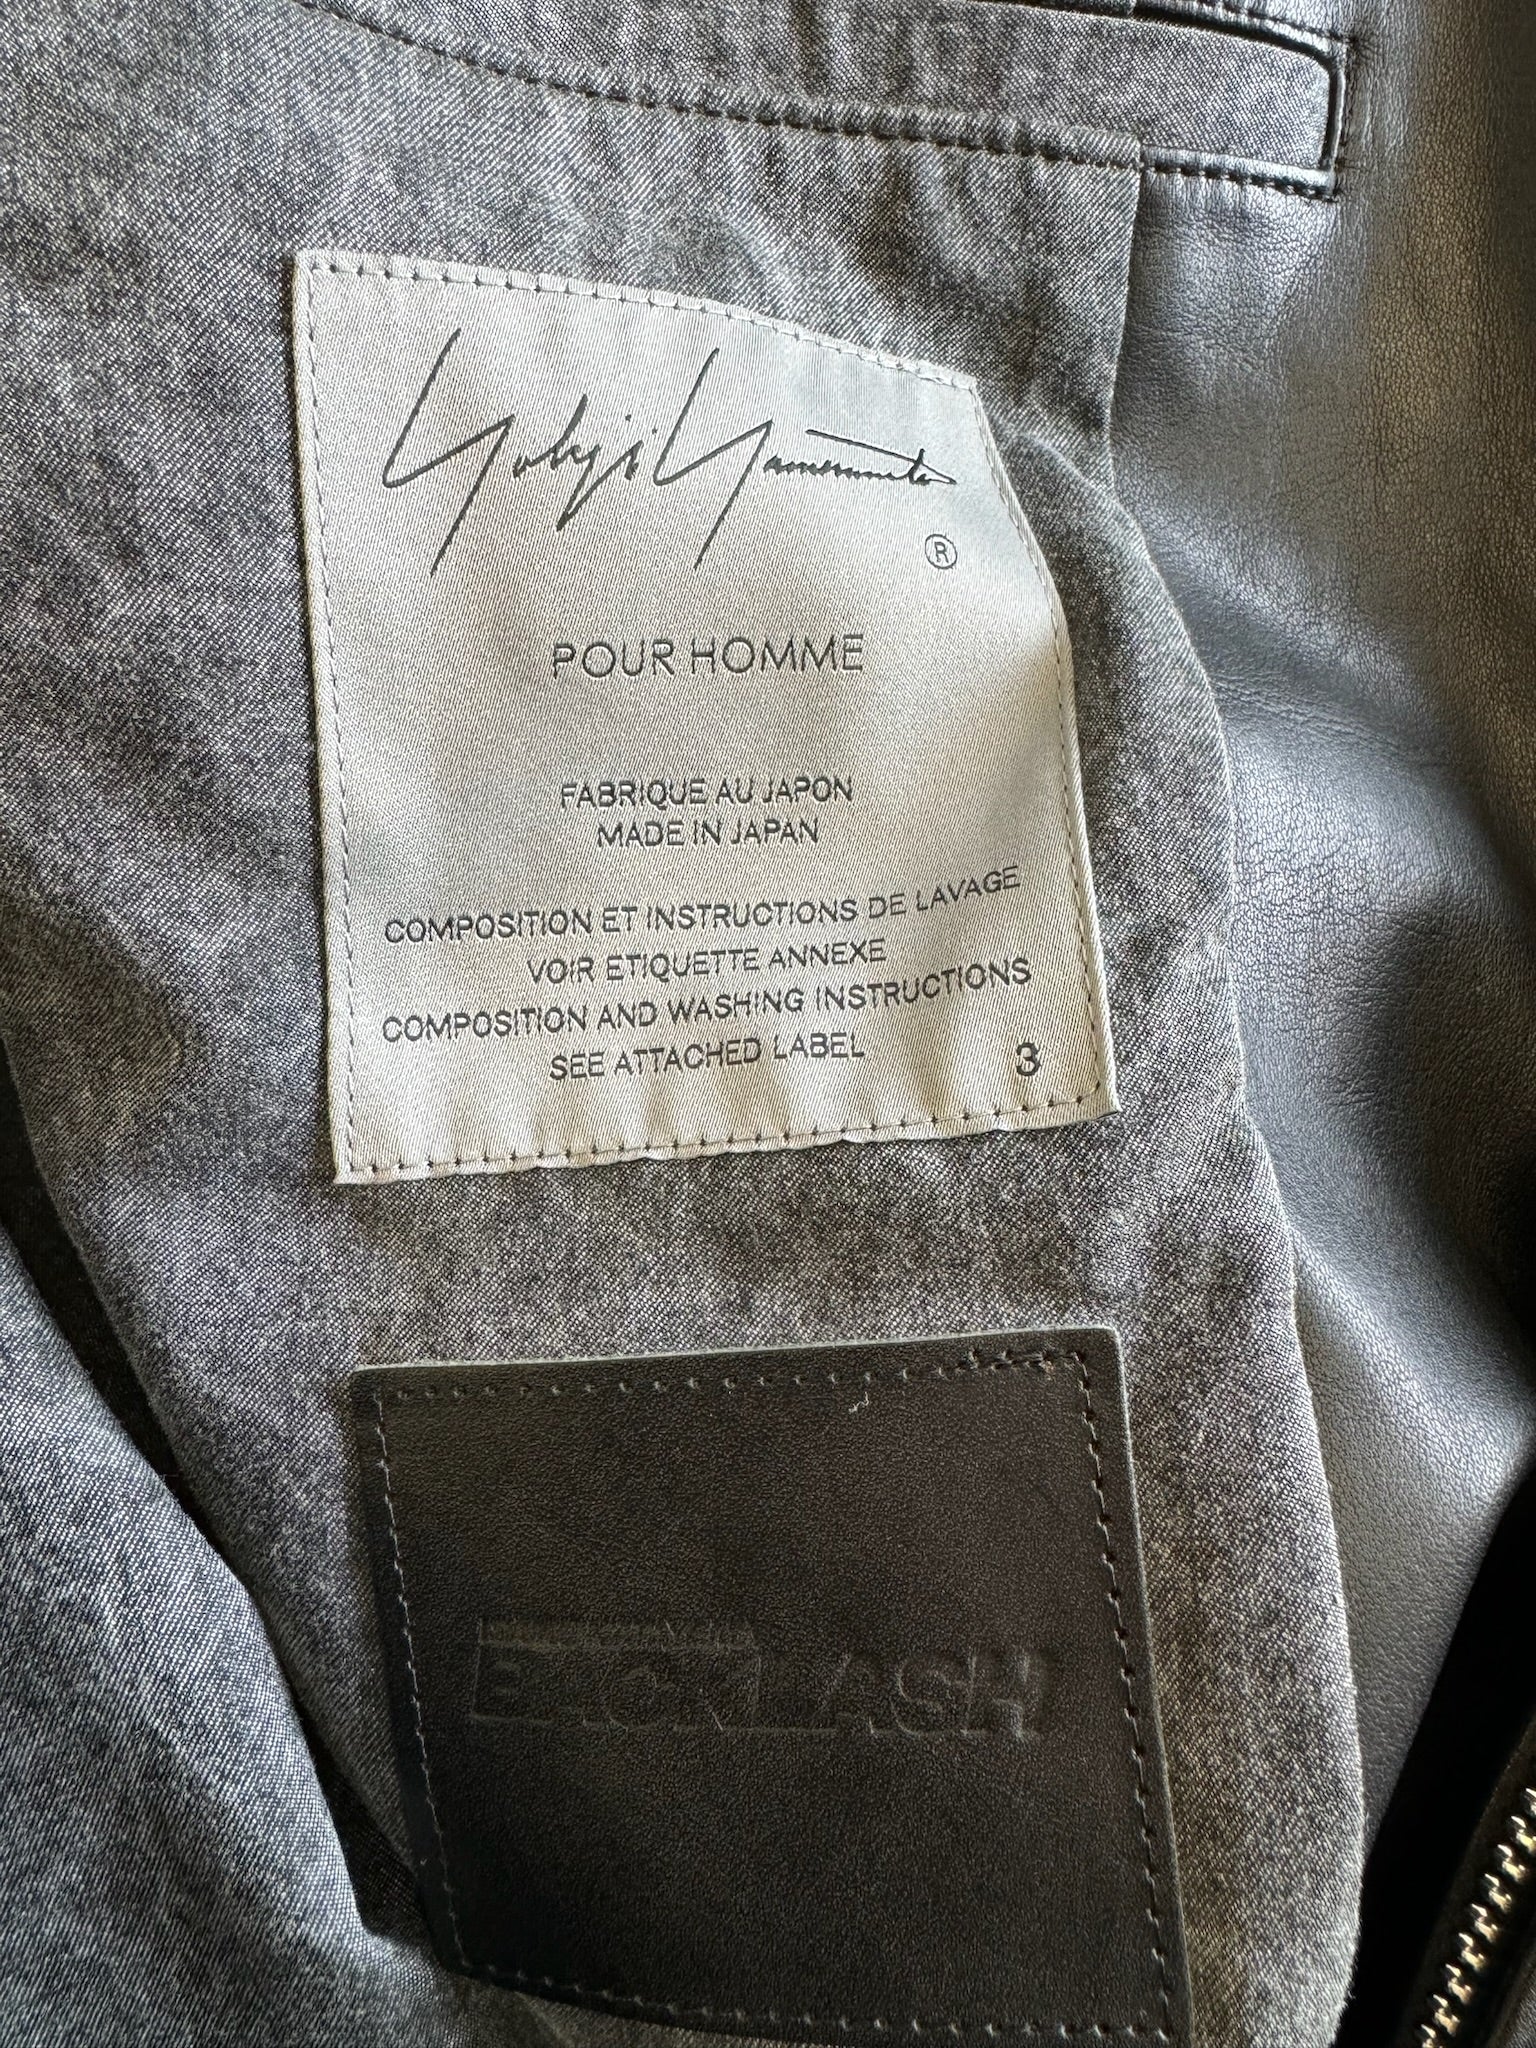 Yohji Yamamoto
®
POUR HOMME
FABRIQUE AU JAPON
MADE IN JAPAN
COMPOSITION ET INSTRUCTIONS DE LAVAGE
VOIR ETIQUETTE ANNEXE
COMPOSITION AND WASHING INSTRUCTIONS
SEE ATTACHED LABEL
3
BACKLASH